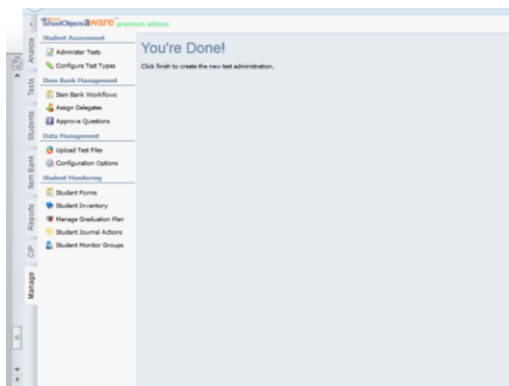 SchoolObjects:aware premium edition
Student Assessment
Administer Tests
Configure Test Types
Item Bank Management
Item Bank Workflows
Assign Delegates
Approve Questions
Data Management
Upload Test Files
Configuration Options
Student Monitoring
Student Forms
Student Inventory
Manage Graduation Plan
Student Journal Actions
Student Monitor Groups
Analyze
Tests
Students
Item Bank
Reports
CIP
Manage
You're Done!
Click finish to create the new test administration.